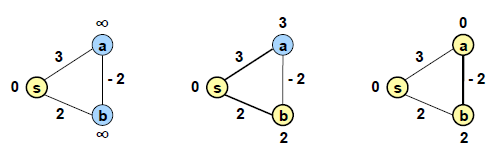 ∞ 3 0
a a a
3 3 3
0 s - 2 0 s - 2 0 s - 2
2 b 2 b 2 b
∞ 2 2